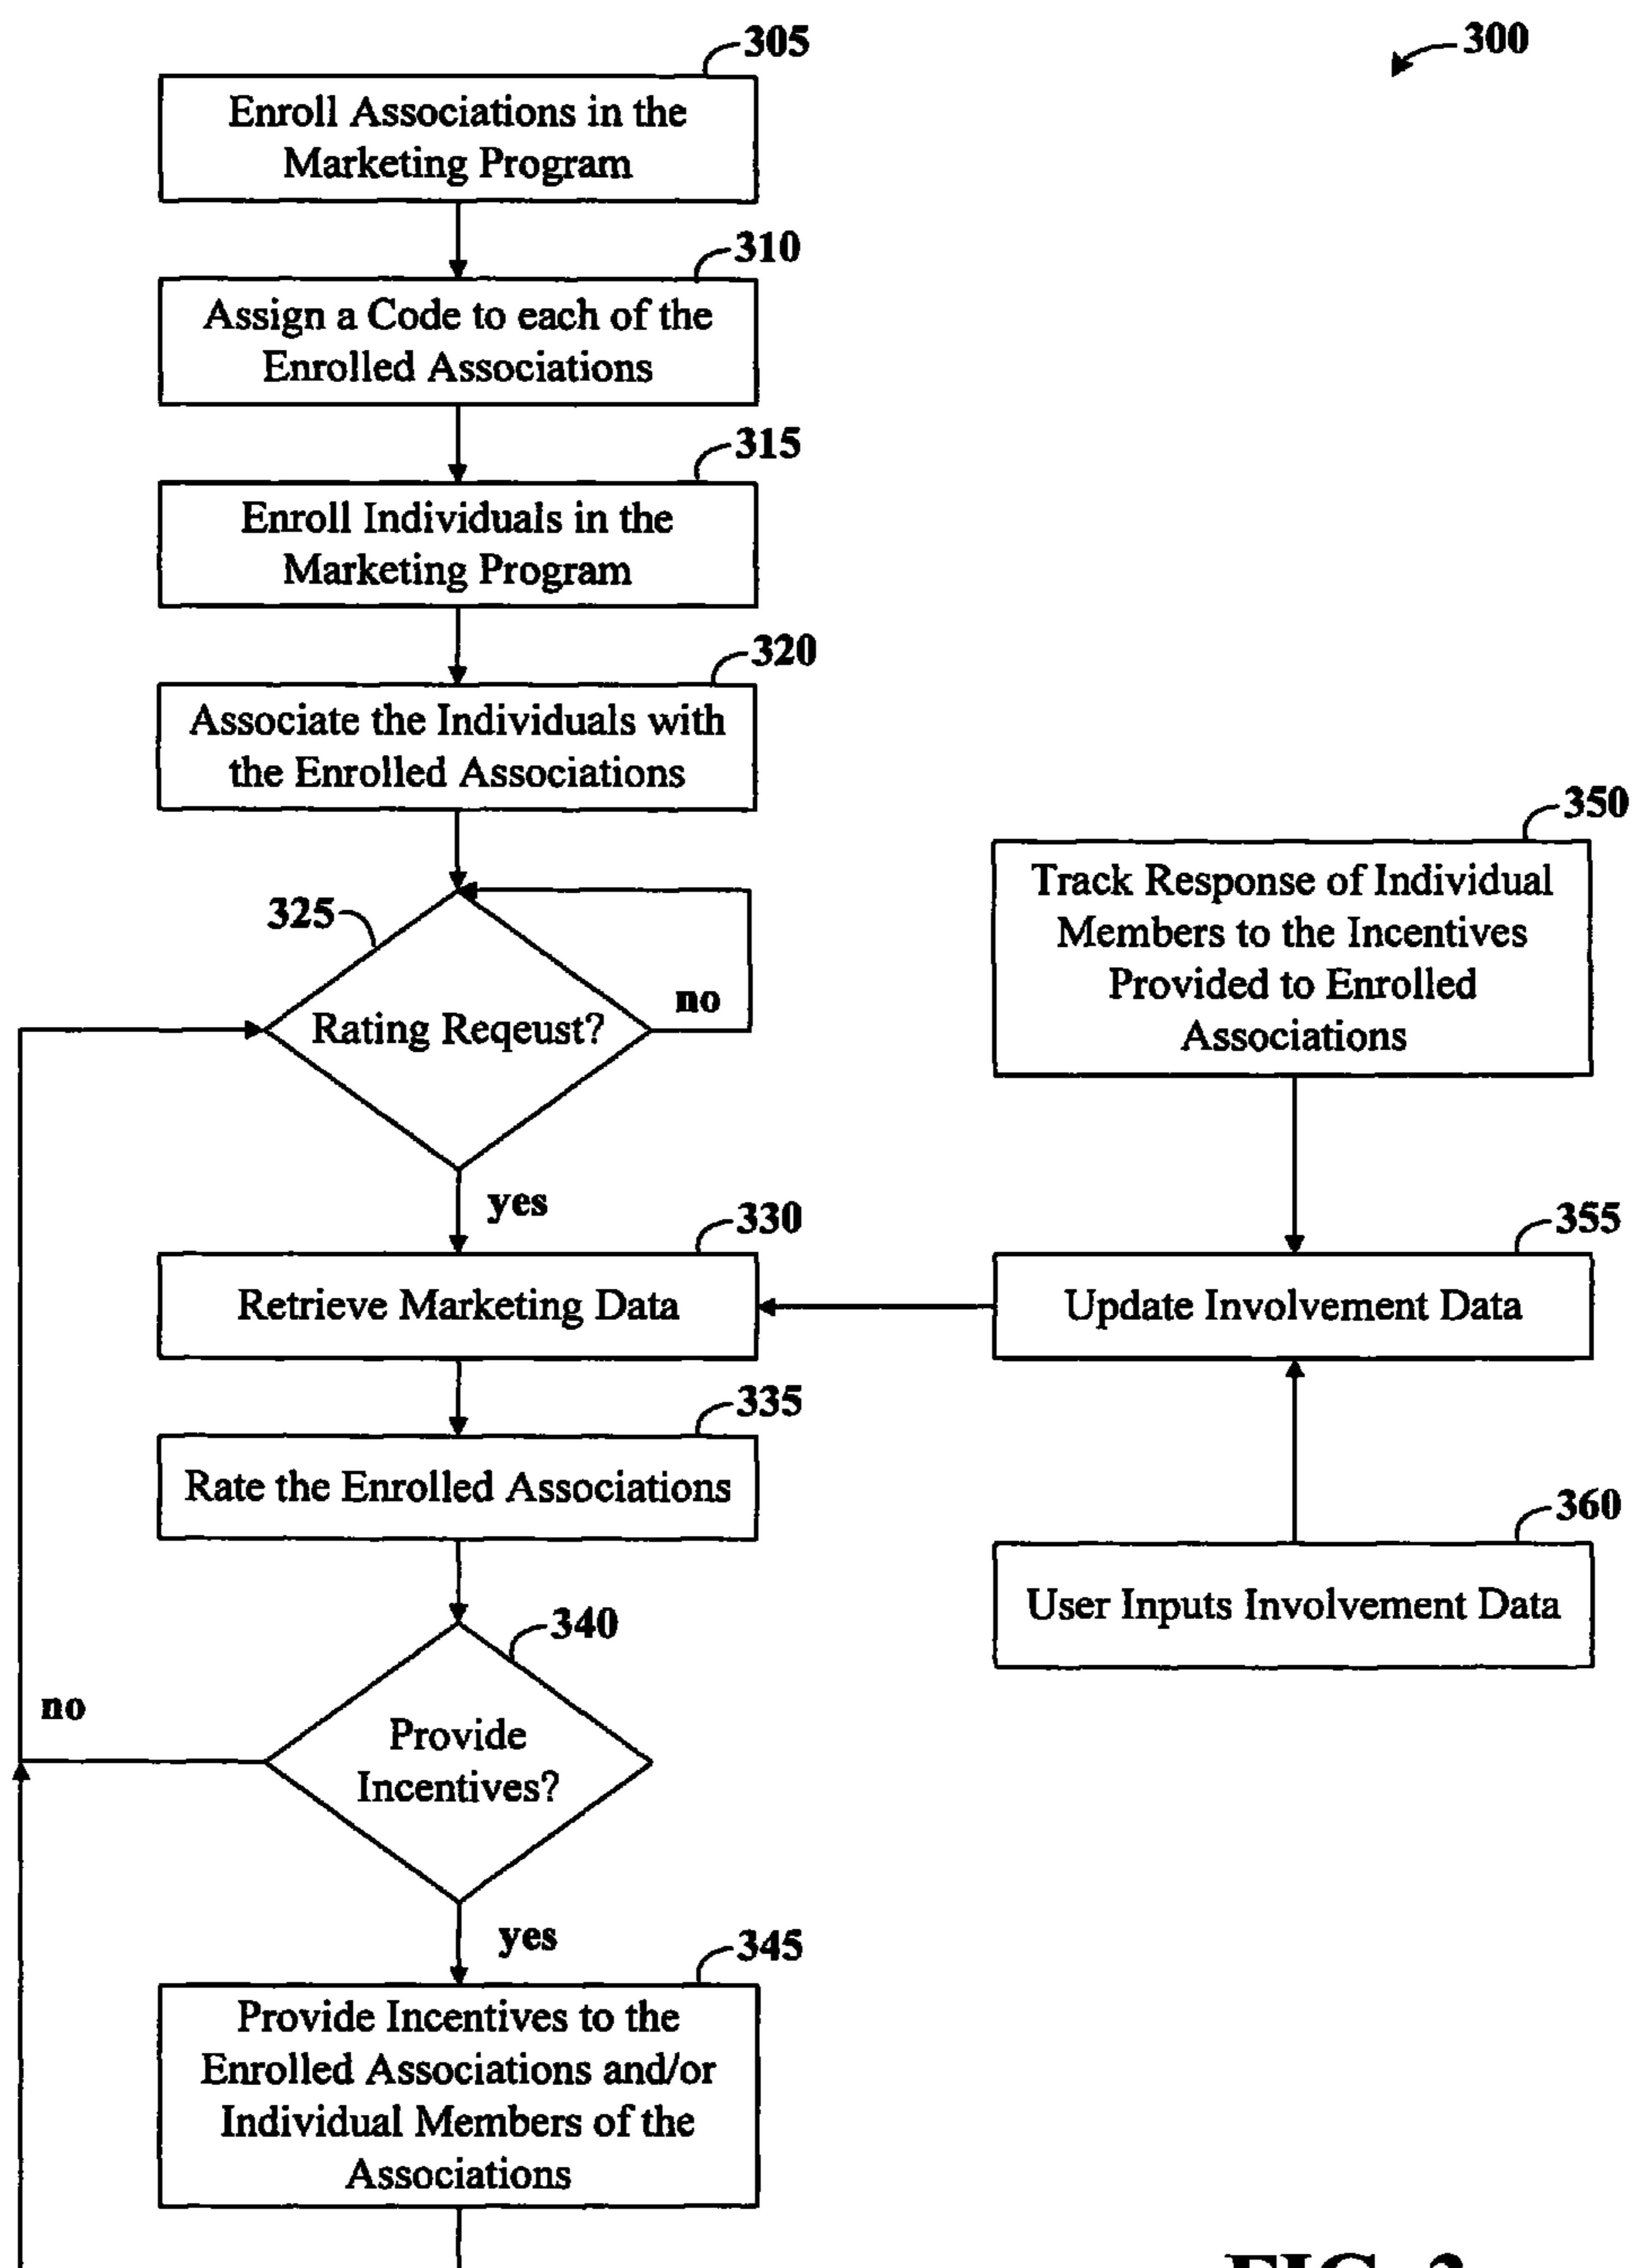 305
300
Enroll Associations in the
Marketing Program
310
Assign a Code to each of the
Enrolled Associations
315
Enroll Individuals in the
Marketing Program
320
Associate the Individuals with
the Enrolled Associations
350
Track Response of Individual
Members to the Incentives
Provided to Enrolled
Associations
325
no
Rating Reqeust?
yes
330
355
Retrieve Marketing Data
Update Involvement Data
335
Rate the Enrolled Associations
360
User Inputs Involvement Data
340
no
Provide
Incentives?
yes
345
Provide Incentives to the
Enrolled Associations and/or
Individual Members of the
Associations